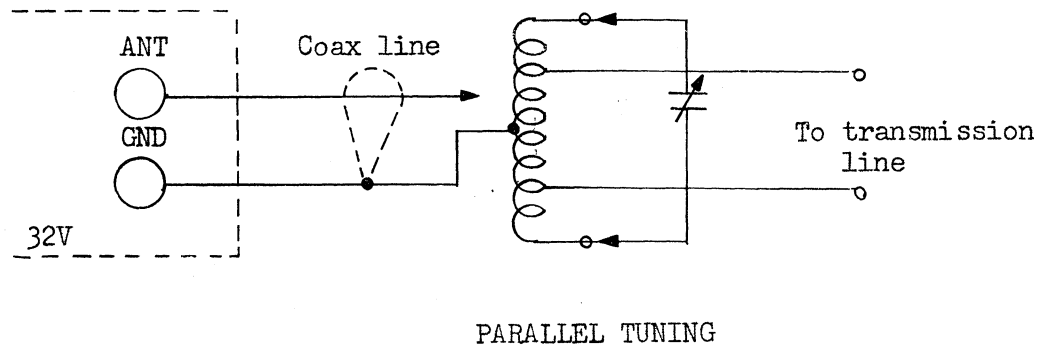 ANT
Coax line
GND
To transmission
line
32V
PARALLEL TUNING